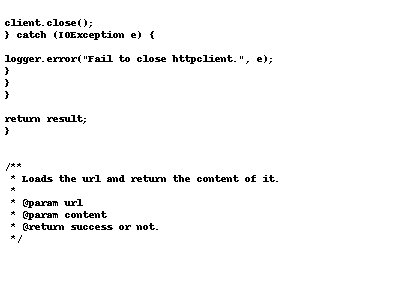 client.close();
} catch (IOException e) {
logger.error("Fail to close httpclient.", e);
}
}
}
return result;
}
/**
 * Loads the url and return the content of it.
 *
 * @param url
 * @param content
 * @return success or not.
 */